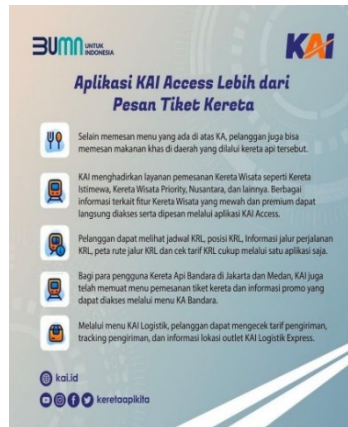 BUMN UNTUK
INDONESIA
KAI
Aplikasi KAI Access Lebih dari
Pesan Tiket Kereta
Selain memesan menu yang ada di atas KA, pelanggan juga bisa
memesan makanan khas di daerah yang dilalui kereta api tersebut.
KAI menghadirkan layanan pemesanan Kereta Wisata seperti Kereta
Istimewa, Kereta Wisata Priority, Nusantara, dan lainnya. Berbagai
informasi terkait fitur Kereta Wisata yang mewah dan premium dapat
langsung diakses serta dipesan melalui aplikasi KAI Access.
Pelanggan dapat melihat jadwal KRL, posisi KRL, Informasi jalur perjalanan
KRL, peta rute jalur KRL dan cek tarif KRL cukup melalui satu aplikasi saja.
Bagi para pengguna Kereta Api Bandara di Jakarta dan Medan, KAI juga
telah memuat menu pemesanan tiket kereta dan informasi promo yang
dapat diakses melalui menu KA Bandara.
Melalui menu KAI Logistik, pelanggan dapat mengecek tarif pengiriman,
tracking pengiriman, dan informasi lokasi outlet KAI Logistik Express.
kai.id
keretaapikita